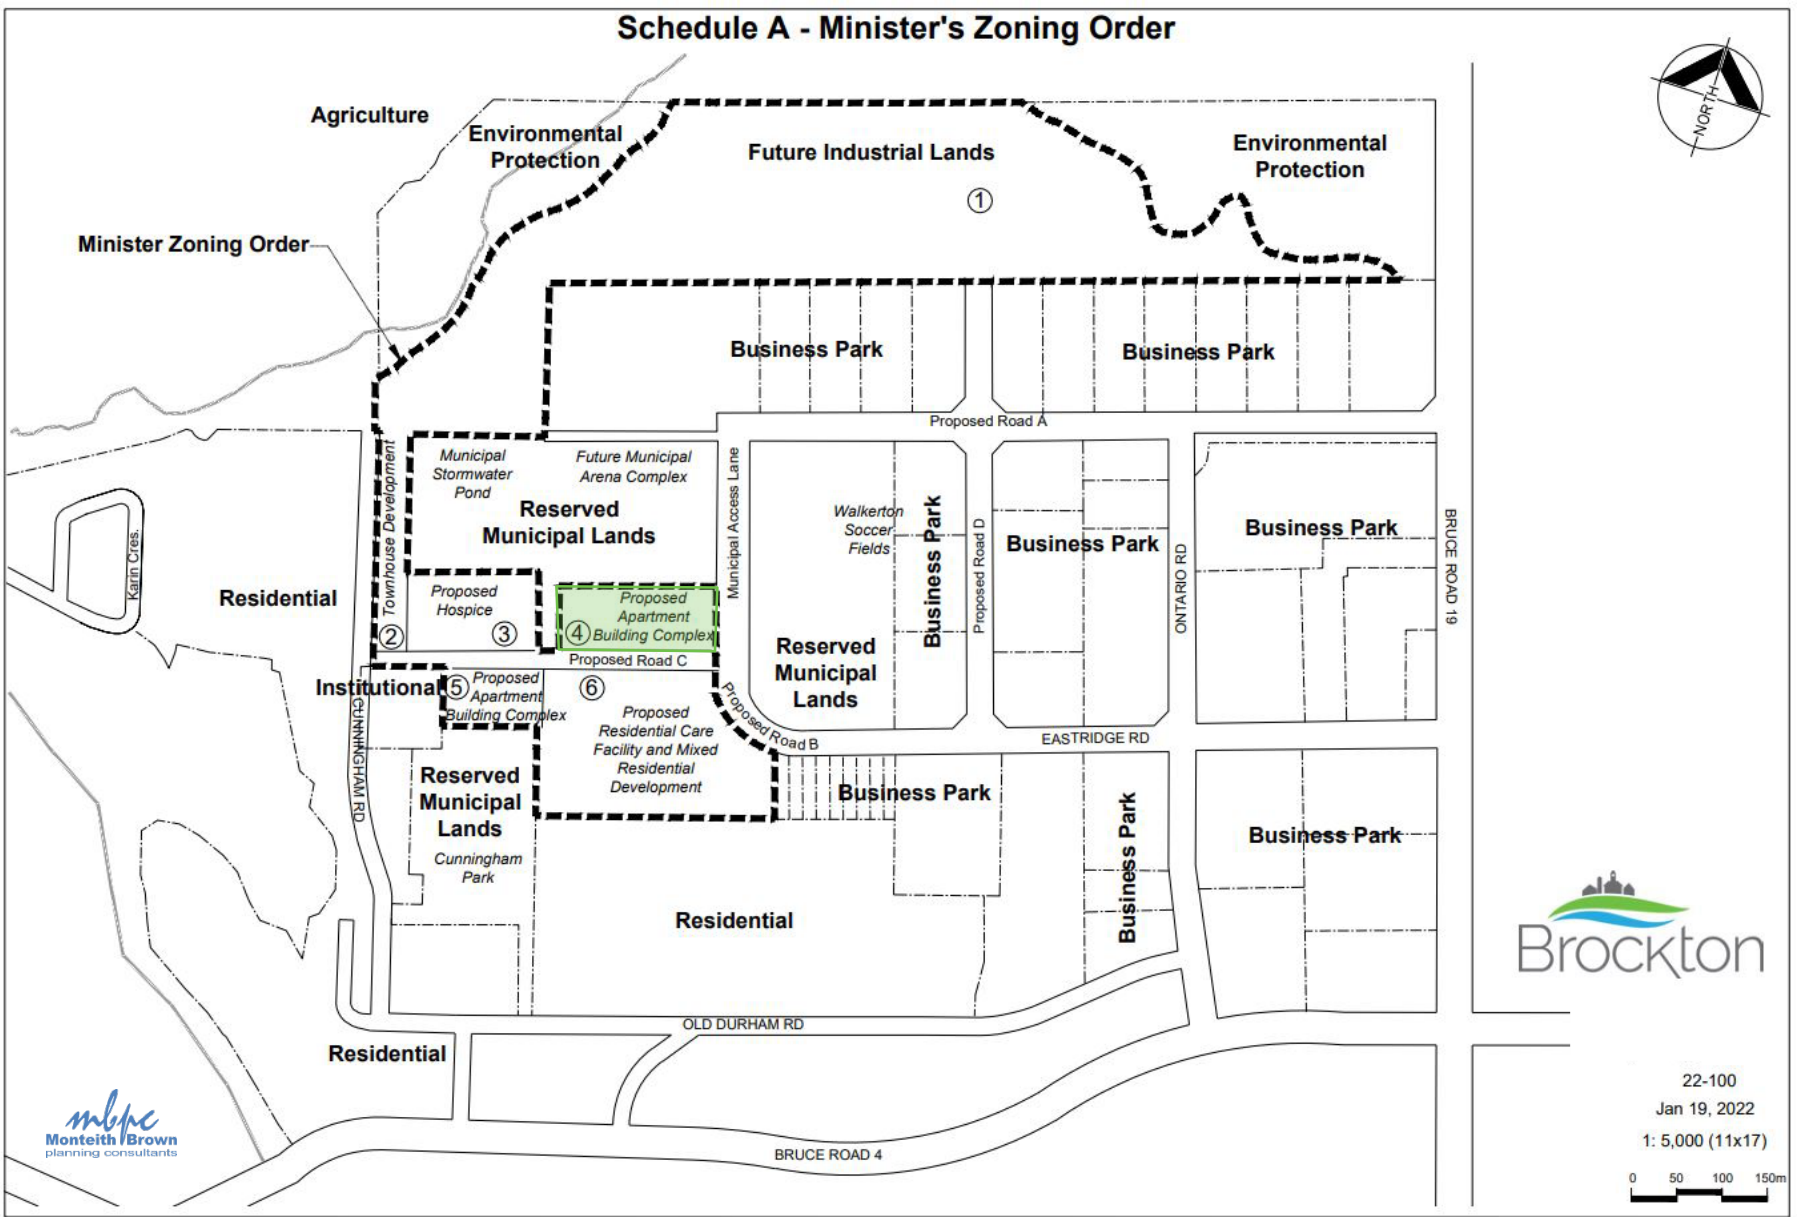 Schedule A - Minister's Zoning Order
NORTH
Agriculture
Environmental
Protection
Future Industrial Lands
1
Environmental
Protection
Minister Zoning Order
Business Park
Business Park
Proposed Road A
Townhouse Development
2
Municipal
Stormwater
Pond
Future Municipal
Arena Complex
Reserved
Municipal Lands
Municipal Access Lane
Walkerton
Soccer
Fields
Business Park
Proposed Road D
Business Park
ONTARIO RD
Business Park
BRUCE ROAD 19
Karin Cres.
Residential
Proposed
Hospice
3
Proposed
Apartment
4 Building Complex
Reserved
Municipal
Lands
Proposed Road C
Institutional
5
Proposed
Apartment
Building Complex
6
Proposed
Residential Care
Facility and Mixed
Residential
Development
Proposed Road B
EASTRIDGE RD
CUNNINGHAM RD
Reserved
Municipal
Lands
Cunningham
Park
Business Park
Business Park
Business Park
Residential
OLD DURHAM RD
Residential
BRUCE ROAD 4
Brockton
mbpc
Monteith Brown
planning consultants
22-100
Jan 19, 2022
1: 5,000 (11x17)
0 50 100 150m